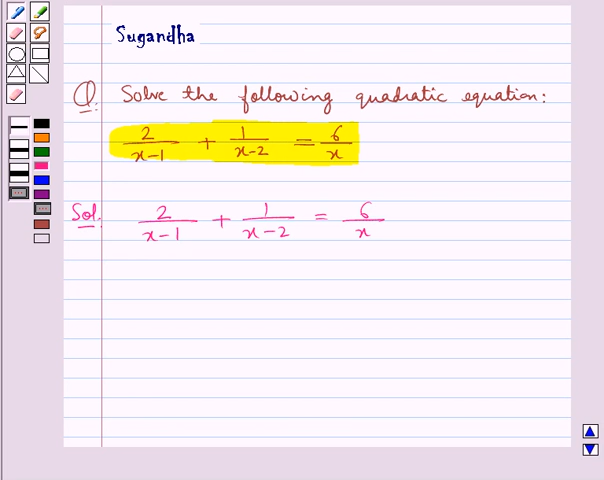 Sugandha
Q. Solve the following quadratic equation:
2/(x-1) + 1/(x-2) = 6/x
Sol. 2/(x-1) + 1/(x-2) = 6/x